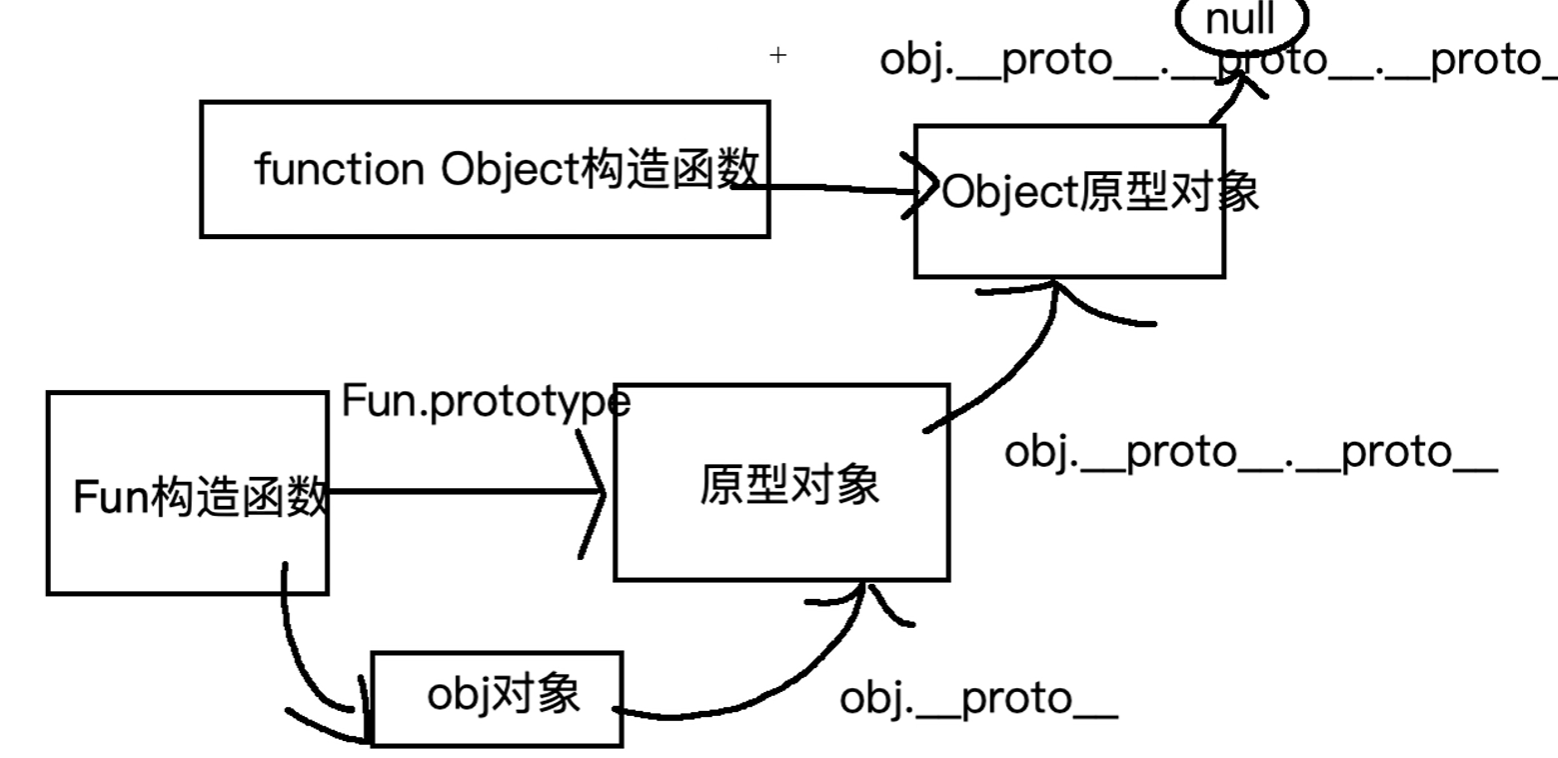 null
obj.__proto__.__proto__.__proto_
function Object构造函数
Object原型对象
Fun.prototype
Fun构造函数
原型对象
obj.__proto__.__proto__
obj对象
obj.__proto__